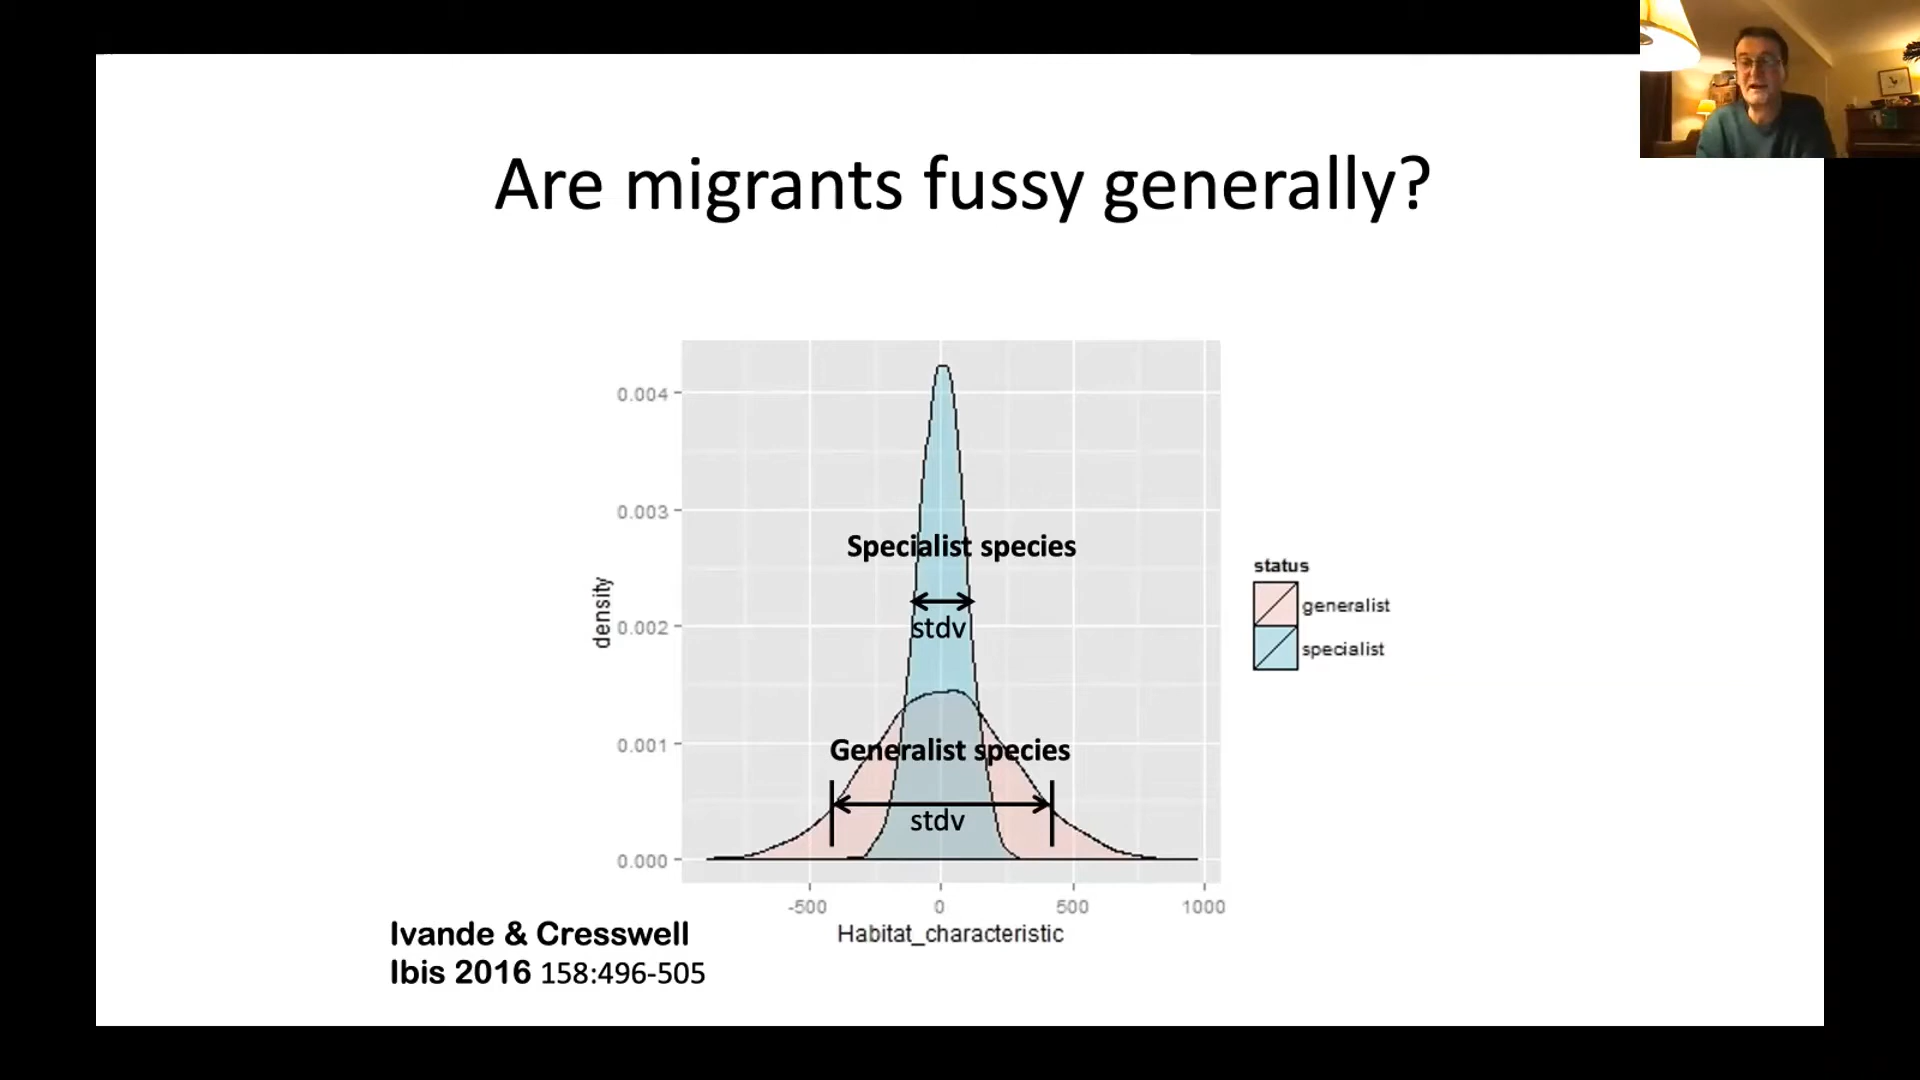 Are migrants fussy generally?
0.004
0.003
0.002
0.001
0.000
density
Specialist species
stdv
Generalist species
stdv
-500 0 500 1000
Habitat_characteristic
status
generalist
specialist
Ivande & Cresswell
Ibis 2016 158:496-505